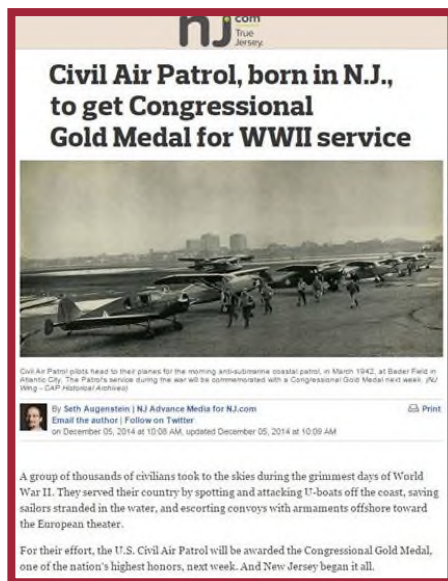 nj.com
True
Jersey.
Civil Air Patrol, born in N.J.,
to get Congressional
Gold Medal for WWII service
Civil Air Patrol pilots head to their planes for the morning anti-submarine coastal patrol, in March 1942, at Bader Field in
Atlantic City. The Patrol's service during the war will be commemorated with a Congressional Gold Medal next week. (NJ
Wing - CAP Historical Archives)
By Seth Augenstein | NJ Advance Media for NJ.com
Email the author | Follow on Twitter
on December 05, 2014 at 10:08 AM, updated December 05, 2014 at 10:09 AM
Print
A group of thousands of civilians took to the skies during the grimmest days of World
War II. They served their country by spotting and attacking U-boats off the coast, saving
sailors stranded in the water, and escorting convoys with armaments offshore toward
the European theater.
For their effort, the U.S. Civil Air Patrol will be awarded the Congressional Gold Medal,
one of the nation's highest honors, next week. And New Jersey began it all.